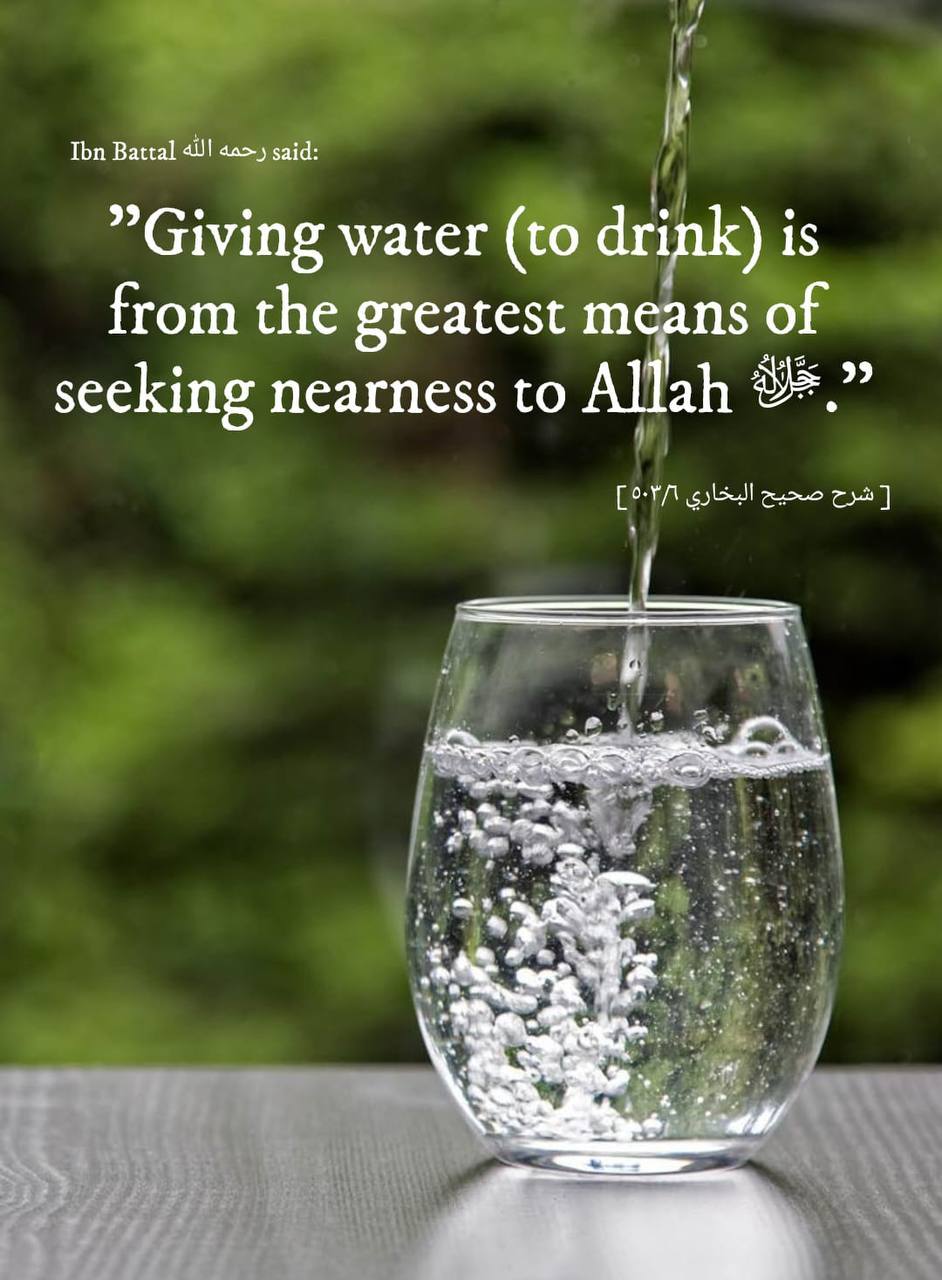 Ibn Battal رحمه الله said:
”Giving water (to drink) is
from the greatest means of
seeking nearness to Allah ﷻ.”
[ شرح صحيح البخاري ٥٠٣/٦ ]